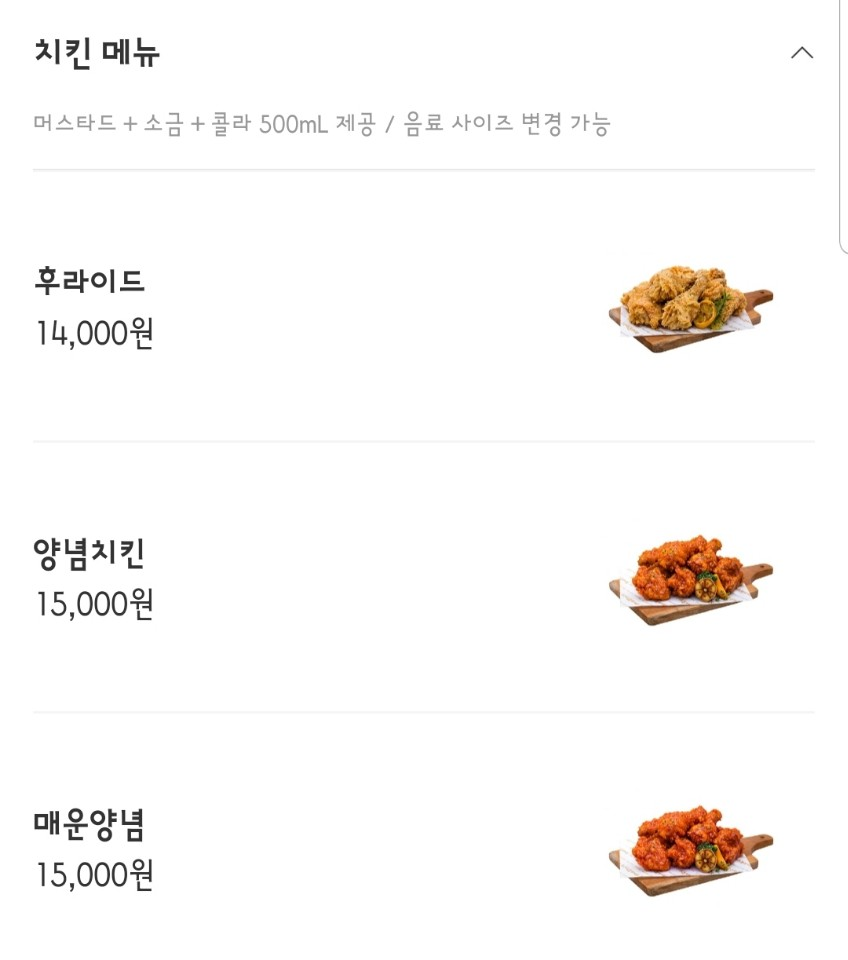 치킨 메뉴
머스타드 + 소금 + 콜라 500mL 제공 / 음료 사이즈 변경 가능
후라이드
14,000원
양념치킨
15,000원
매운양념
15,000원